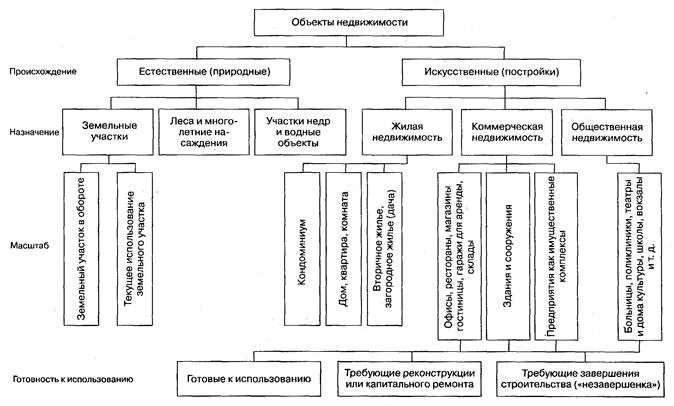 Объекты недвижимости
Происхождение
Естественные (природные)
Искусственные (постройки)
Назначение
Земельные
участки
Леса и много-
летние на-
саждения
Участки недр
и водные
объекты
Жилая
недвижимость
Коммерческая
недвижимость
Общественная
недвижимость
Масштаб
Земельный участок в обороте
Текущее использование
земельного участка
Кондоминиум
Дом, квартира, комната
Вторичное жилье,
загородное жилье (дача)
Офисы, рестораны, магазины
гостиницы, гаражи для аренды,
склады
Здания и сооружения
Предприятия как имущественные
комплексы
Больницы, поликлиники, театры
и дома культуры, школы, вокзалы
и т. д.
Готовность к использованию
Готовые к использованию
Требующие реконструкции
или капитального ремонта
Требующие завершения
строительства («незавершенка»)